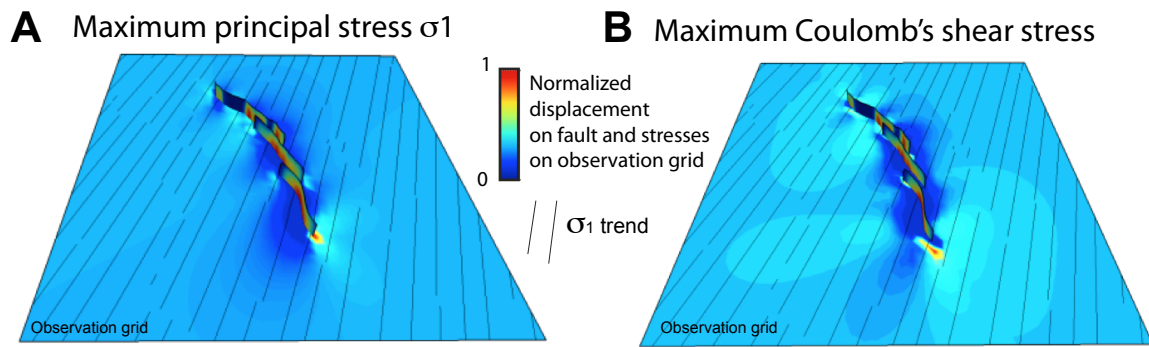 A Maximum principal stress σ1
B Maximum Coulomb's shear stress
1
Normalized
displacement
on fault and stresses
on observation grid
0
σ1 trend
Observation grid
Observation grid